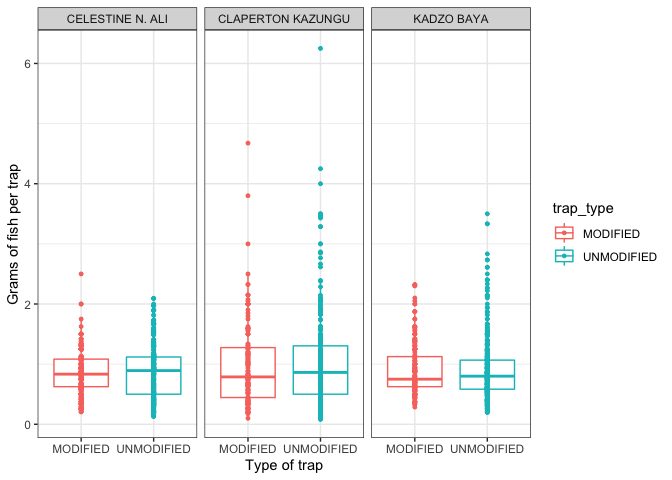 CELESTINE N. ALI
CLAPERTON KAZUNGU
KADZO BAYA
Grams of fish per trap
6
4
2
0
MODIFIED UNMODIFIED
MODIFIED UNMODIFIED
MODIFIED UNMODIFIED
Type of trap
trap_type
MODIFIED
UNMODIFIED